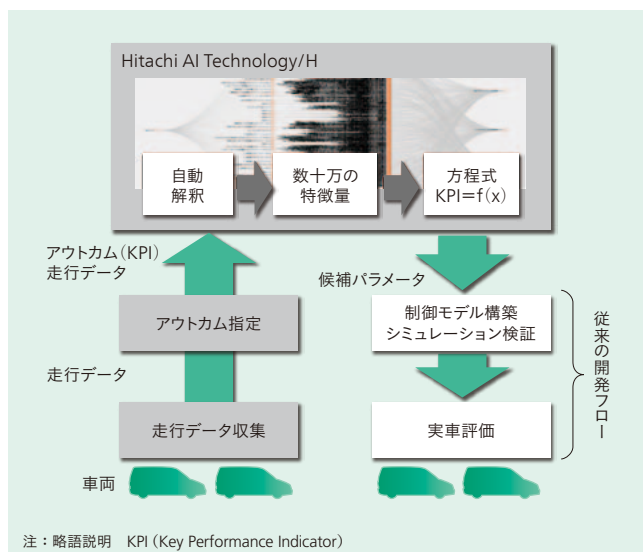 Hitachi AI Technology/H
自動
解釈
数十万の
特徴量
方程式
KPI=f(x)
アウトカム(KPI)
走行データ
候補パラメータ
アウトカム指定
制御モデル構築
シミュレーション検証
走行データ
走行データ収集
実車評価
従来の開発フロー
車両
注:略語説明 KPI(Key Performance Indicator)